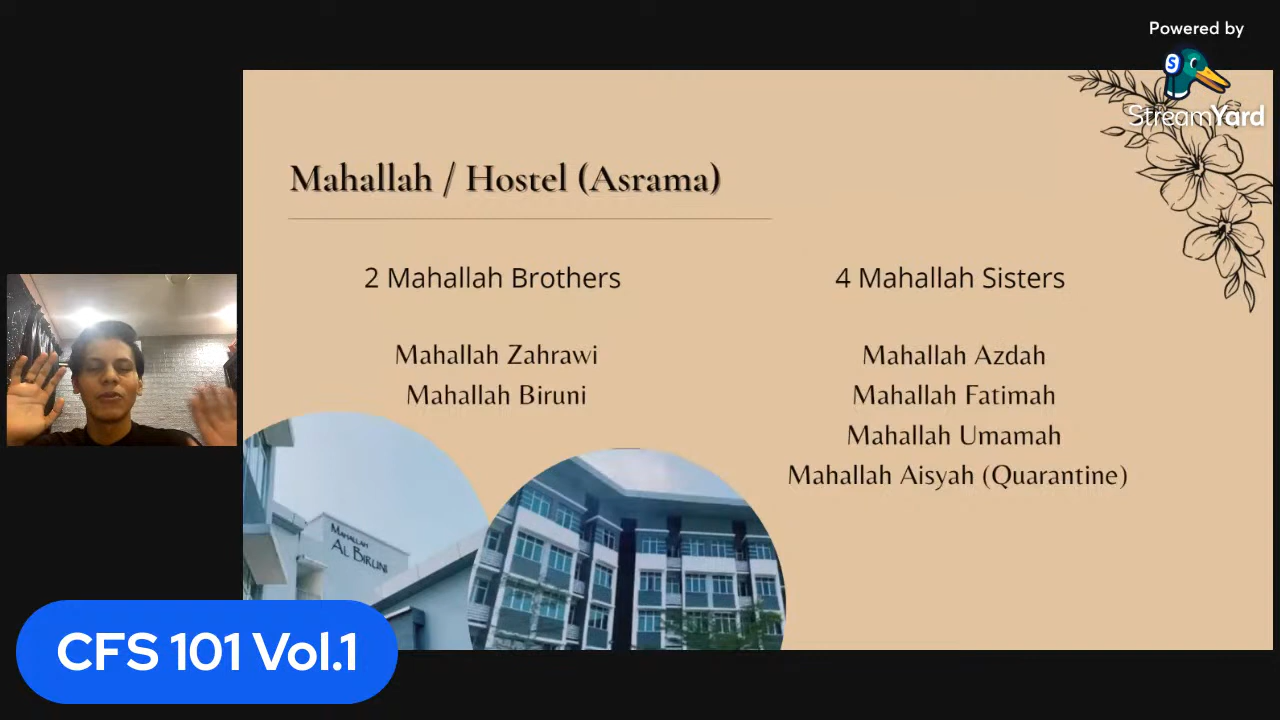 Powered by
StreamYard
Mahallah / Hostel (Asrama)
2 Mahallah Brothers
Mahallah Zahrawi
Mahallah Biruni
4 Mahallah Sisters
Mahallah Azdah
Mahallah Fatimah
Mahallah Umamah
Mahallah Aisyah (Quarantine)
MAHALLAH
AL BIRUNI
CFS 101 Vol.1